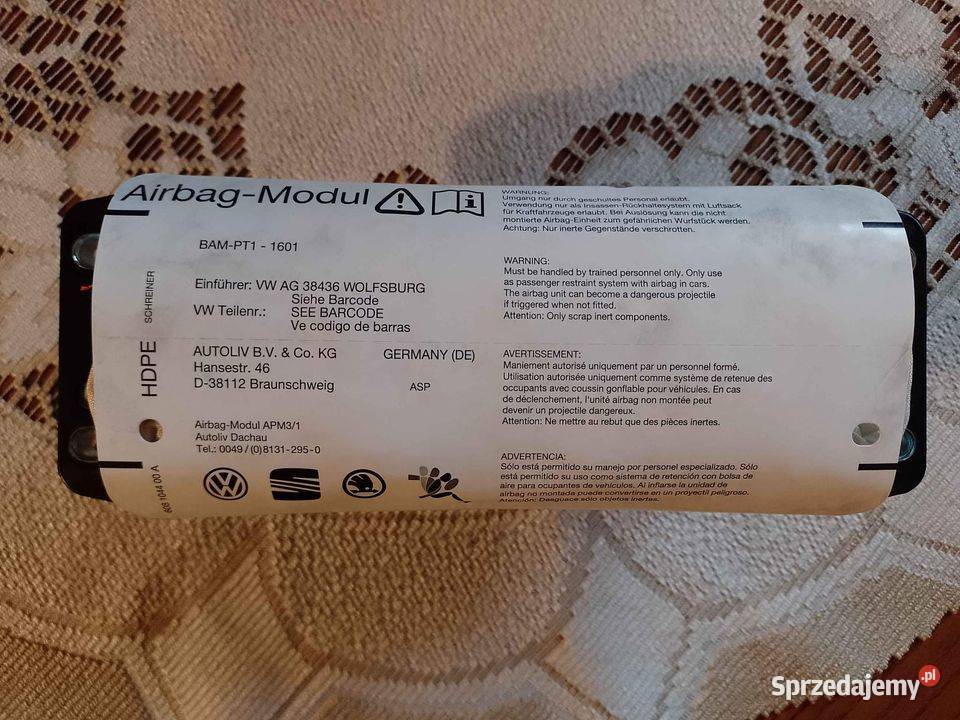 Airbag-Modul
BAM-PT1 - 1601
Einführer: VW AG 38436 WOLFSBURG
Siehe Barcode
VW Teilenr.: SEE BARCODE
Ve codigo de barras
AUTOLIV B.V. & Co. KG GERMANY (DE)
Hansestr. 46
D-38112 Braunschweig ASP
Airbag-Modul APM3/1
Autoliv Dachau
Tel.: 0049 / (0)8131-295-0
HDPE SCHREINER
608 1044 00 A
WARNUNG:
Umgang nur durch geschultes Personal erlaubt.
Verwendung nur als Insassen-Rückhaltesystem mit Luftsack
für Kraftfahrzeuge erlaubt. Bei Auslösung kann die nicht
montierte Airbag-Einheit zum gefährlichen Wurfstück werden.
Achtung: Nur inerte Gegenstände verschrotten.
WARNING:
Must be handled by trained personnel only. Only use
as passenger restraint system with airbag in cars.
The airbag unit can become a dangerous projectile
if triggered when not fitted.
Attention: Only scrap inert components.
AVERTISSEMENT:
Maniement autorisé uniquement par un personnel formé.
Utilisation autorisée uniquement comme système de retenue des
occupants avec coussin gonflable pour véhicules. En cas
de déclenchement, l'unité airbag non montée peut
devenir un projectile dangereux.
Attention: Ne mettre au rebut que des pièces inertes.
ADVERTENCIA:
Sólo está permitido su manejo por personel especializado. Sólo
está permitido su uso como sistema de retención con bolsa de
aire para ocupantes de vehículos. Al inflarse la unidad de
airbag no montada puede convertirse en un proyectil peligroso.
Atención: Desguace sólo objetos inertes.
Sprzedajemy.pl